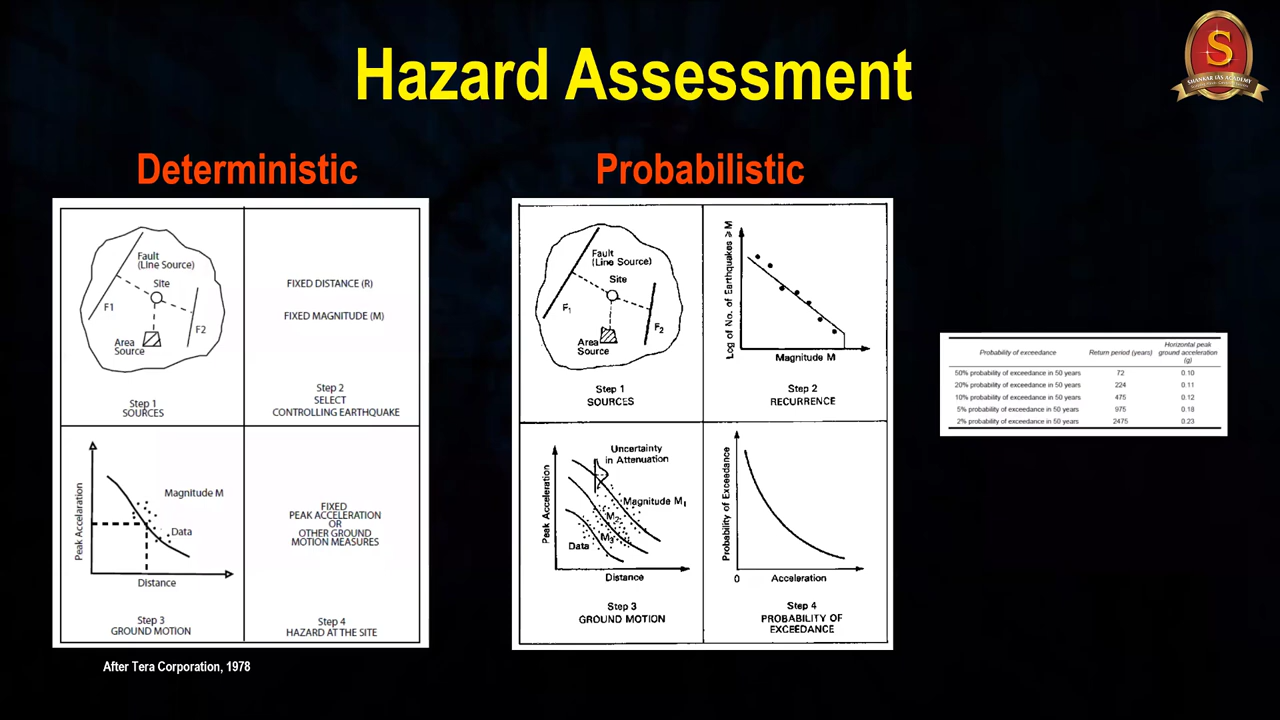 Hazard Assessment
S
SHANKAR IAS ACADEMY
Deterministic
Fault
(Line Source)
Site
F1
F2
Area
Source
Step 1
SOURCES
FIXED DISTANCE (R)
FIXED MAGNITUDE (M)
Step 2
SELECT
CONTROLLING EARTHQUAKE
Peak Accelaration
Magnitude M
Data
Distance
Step 3
GROUND MOTION
FIXED
PEAK ACCELERATION
OR
OTHER GROUND
MOTION MEASURES
Step 4
HAZARD AT THE SITE
After Tera Corporation, 1978
Probabilistic
Fault
(Line Source)
Site
F1
F2
Area
Source
Step 1
SOURCES
Log of No. of Earthquakes ≥ M
Magnitude M
Step 2
RECURRENCE
Uncertainty
in Attenuation
Peak Acceleration
Magnitude M1
M2
M3
Data
Distance
Step 3
GROUND MOTION
Probability of Exceedance
0 Acceleration
Step 4
PROBABILITY OF
EXCEEDANCE
Probability of exceedance Return period (years) Horizontal peak
ground acceleration
(g)
50% probability of exceedance in 50 years 72 0.10
20% probability of exceedance in 50 years 224 0.11
10% probability of exceedance in 50 years 475 0.12
5% probability of exceedance in 50 years 975 0.18
2% probability of exceedance in 50 years 2475 0.23